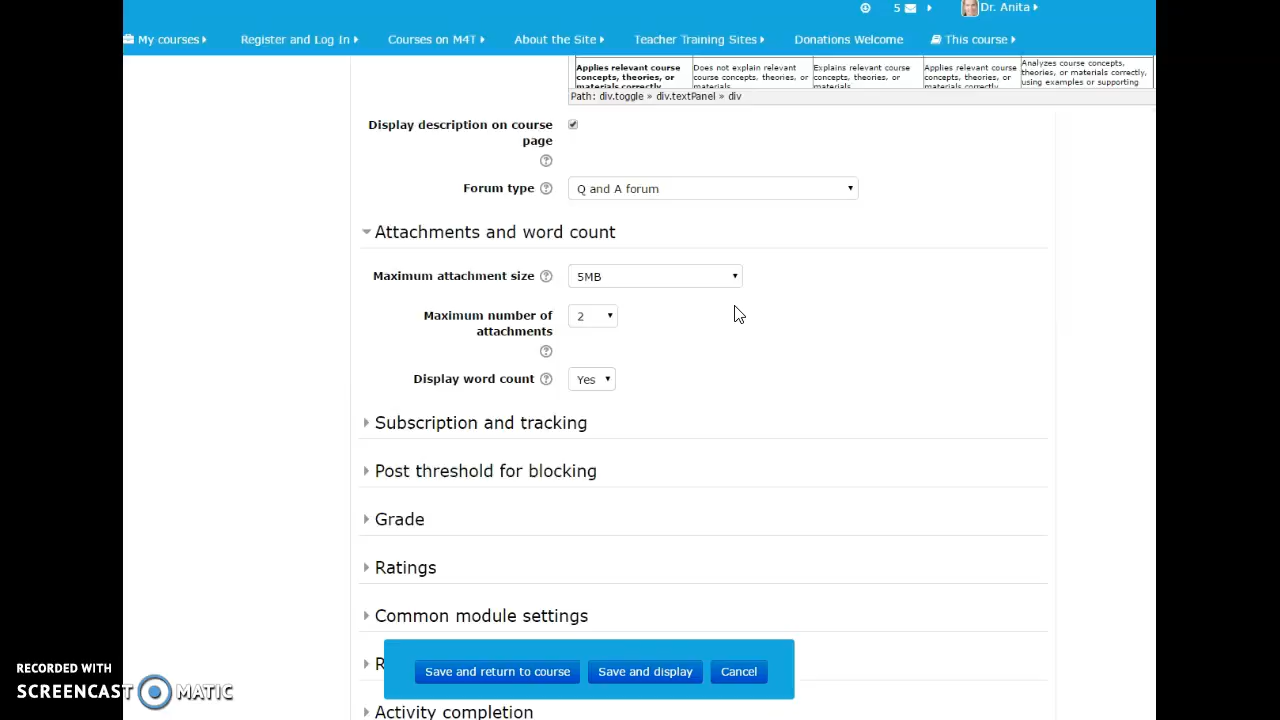 5 Dr. Anita
My courses Register and Log In Courses on M4T About the Site Teacher Training Sites Donations Welcome This course
Applies relevant course concepts, theories, or materials correctly
Does not explain relevant course concepts, theories, or materials
Explains relevant course concepts, theories, or materials
Applies relevant course concepts, theories, or materials correctly
Analyzes course concepts, theories, or materials correctly, using examples or supporting
Path: div.toggle » div.textPanel » div
Display description on course
page
Forum type Q and A forum
Attachments and word count
Maximum attachment size 5MB
Maximum number of 2
attachments
Display word count Yes
Subscription and tracking
Post threshold for blocking
Grade
Ratings
Common module settings
R
Save and return to course Save and display Cancel
Activity completion
RECORDED WITH
SCREENCAST MATIC